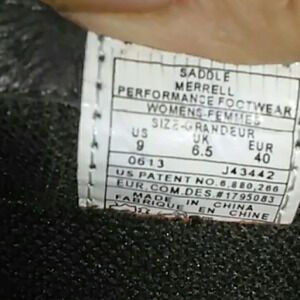 SADDLE
MERRELL
PERFORMANCE FOOTWEAR
WOMENS-FEMMES
SIZE-GRANDEUR
US UK EUR
9 6.5 40
0613 J43442
US PATENT NO.6,880,266
EUR.COM.DES#1795083
MADE IN CHINA
FABRIQUE EN CHINE